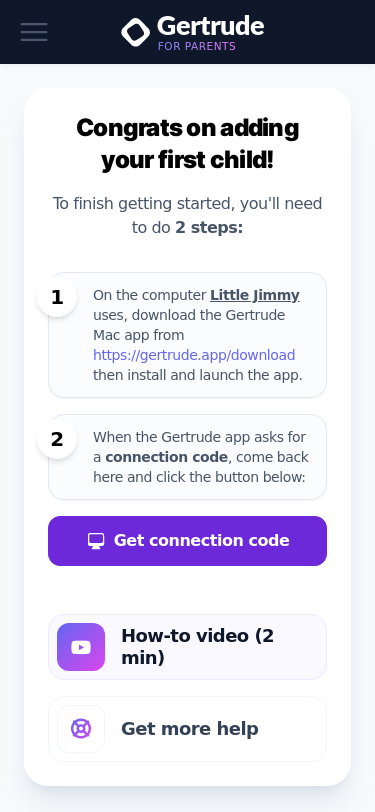 Gertrude
FOR PARENTS
Congrats on adding
your first child!
To finish getting started, you'll need
to do 2 steps:
1
On the computer Little Jimmy
uses, download the Gertrude
Mac app from
https://gertrude.app/download
then install and launch the app.
2
When the Gertrude app asks for
a connection code, come back
here and click the button below:
Get connection code
How-to video (2
min)
Get more help